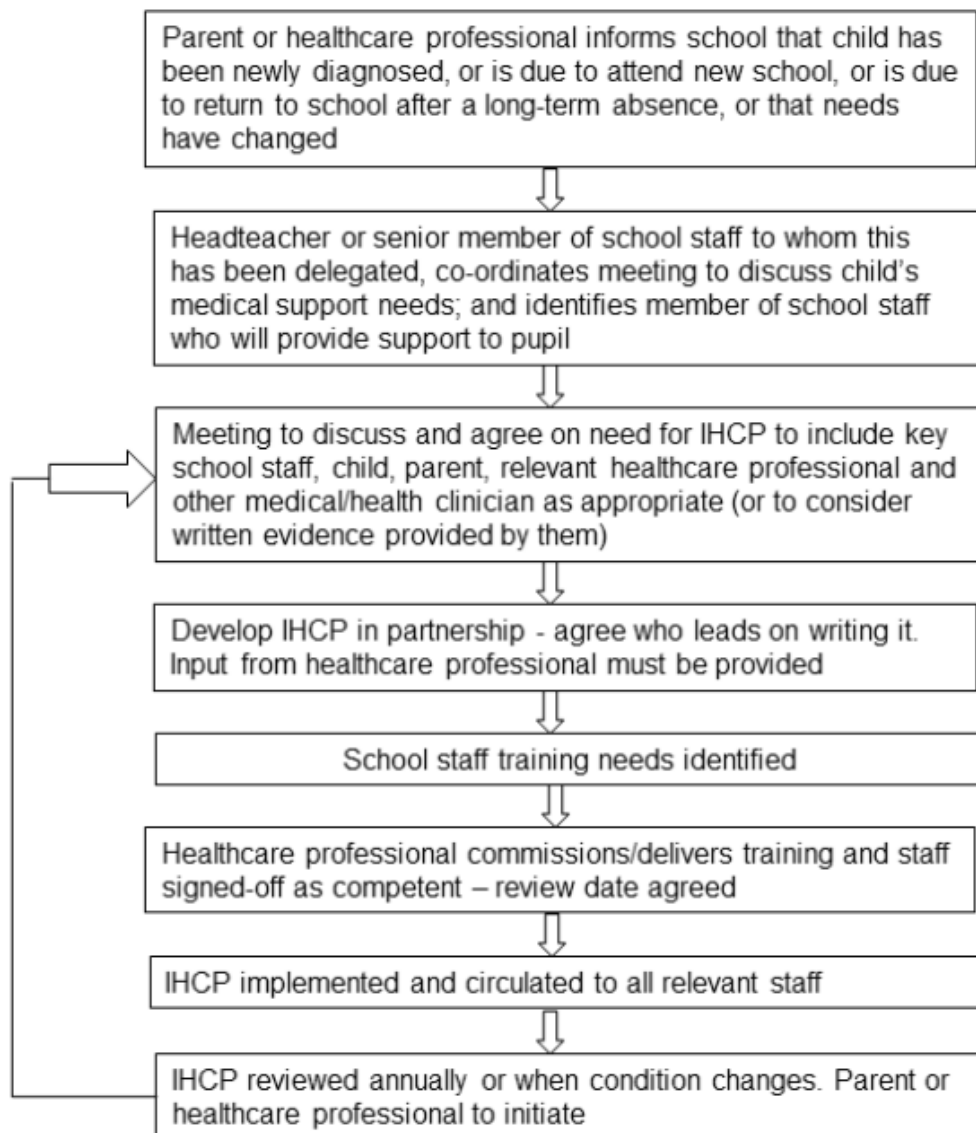 Parent or healthcare professional informs school that child has
been newly diagnosed, or is due to attend new school, or is due
to return to school after a long-term absence, or that needs
have changed
Headteacher or senior member of school staff to whom this
has been delegated, co-ordinates meeting to discuss child’s
medical support needs; and identifies member of school staff
who will provide support to pupil
Meeting to discuss and agree on need for IHCP to include key
school staff, child, parent, relevant healthcare professional and
other medical/health clinician as appropriate (or to consider
written evidence provided by them)
Develop IHCP in partnership - agree who leads on writing it.
Input from healthcare professional must be provided
School staff training needs identified
Healthcare professional commissions/delivers training and staff
signed-off as competent – review date agreed
IHCP implemented and circulated to all relevant staff
IHCP reviewed annually or when condition changes. Parent or
healthcare professional to initiate